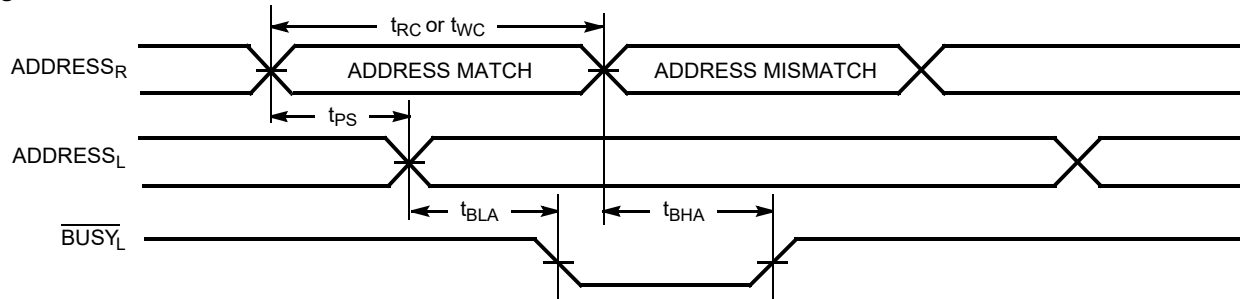 tRC or tWC
ADDRESSR ADDRESS MATCH ADDRESS MISMATCH
tPS
ADDRESSL
tBLA tBHA
BUSYL